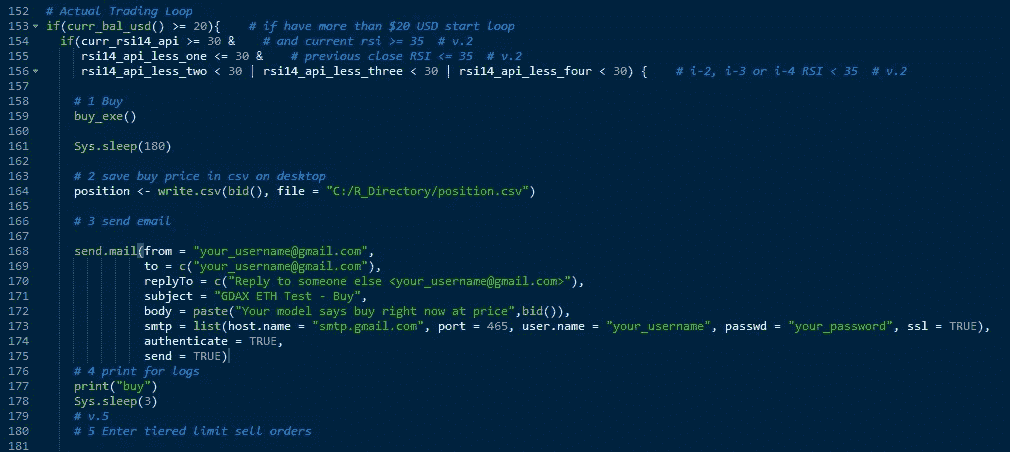 152 # Actual Trading Loop
153 if(curr_bal_usd() >= 20){ # if have more than $20 USD start loop
154 if(curr_rsi14_api >= 30 & # and current rsi >= 35 # v.2
155 rsi14_api_less_one <= 30 & # previous close RSI <= 35 # v.2
156 rsi14_api_less_two < 30 | rsi14_api_less_three < 30 | rsi14_api_less_four < 30) { # i-2, i-3 or i-4 RSI < 35 # v.2
157
158 # 1 Buy
159 buy_exe()
160
161 Sys.sleep(180)
162
163 # 2 save buy price in csv on desktop
164 position <- write.csv(bid(), file = "C:/R_Directory/position.csv")
165
166 # 3 send email
167
168 send.mail(from = "your_username@gmail.com",
169 to = c("your_username@gmail.com"),
170 replyTo = c("Reply to someone else <your_username@gmail.com>"),
171 subject = "GDAX ETH Test - Buy",
172 body = paste("Your model says buy right now at price",bid()),
173 smtp = list(host.name = "smtp.gmail.com", port = 465, user.name = "your_username", passwd = "your_password", ssl = TRUE),
174 authenticate = TRUE,
175 send = TRUE)
176 # 4 print for logs
177 print("buy")
178 Sys.sleep(3)
179 # v.5
180 # 5 Enter tiered limit sell orders
181